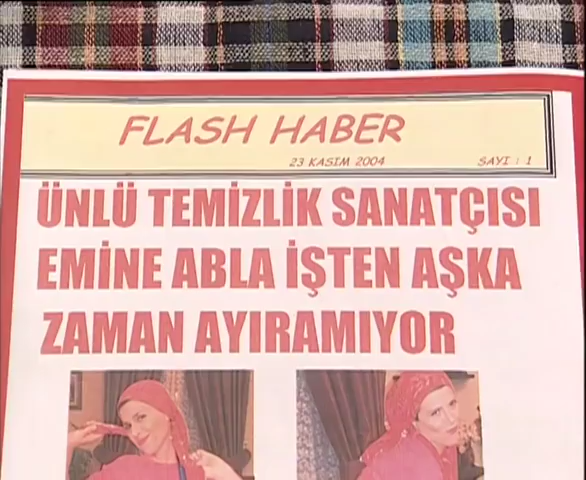 FLASH HABER
23 KASIM 2004 SAYI : 1
ÜNLÜ TEMİZLİK SANATÇISI
EMİNE ABLA İŞTEN AŞKA
ZAMAN AYIRAMIYOR